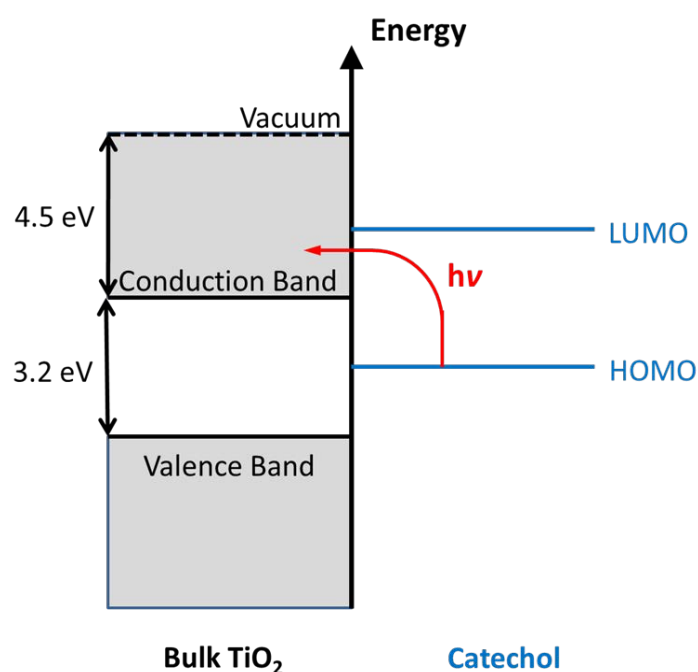 Energy
Vacuum
4.5 eV
LUMO
hν
Conduction Band
3.2 eV
HOMO
Valence Band
Bulk TiO₂
Catechol